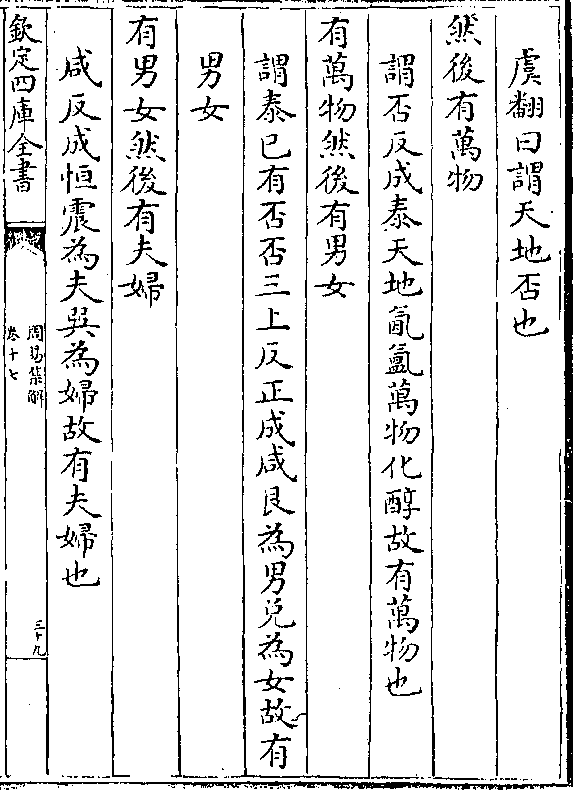 虞翻曰謂天地否也
然後有萬物
謂否反成泰天地氤氳萬物化醇故有萬物也
有萬物然後有男女
謂泰已有否否三上反正成咸艮為男兌為女故有
男女
有男女然後有夫婦
咸反成恒震為夫巽為婦故有夫婦也
欽定四庫全書
周易集解
卷十七
三十九